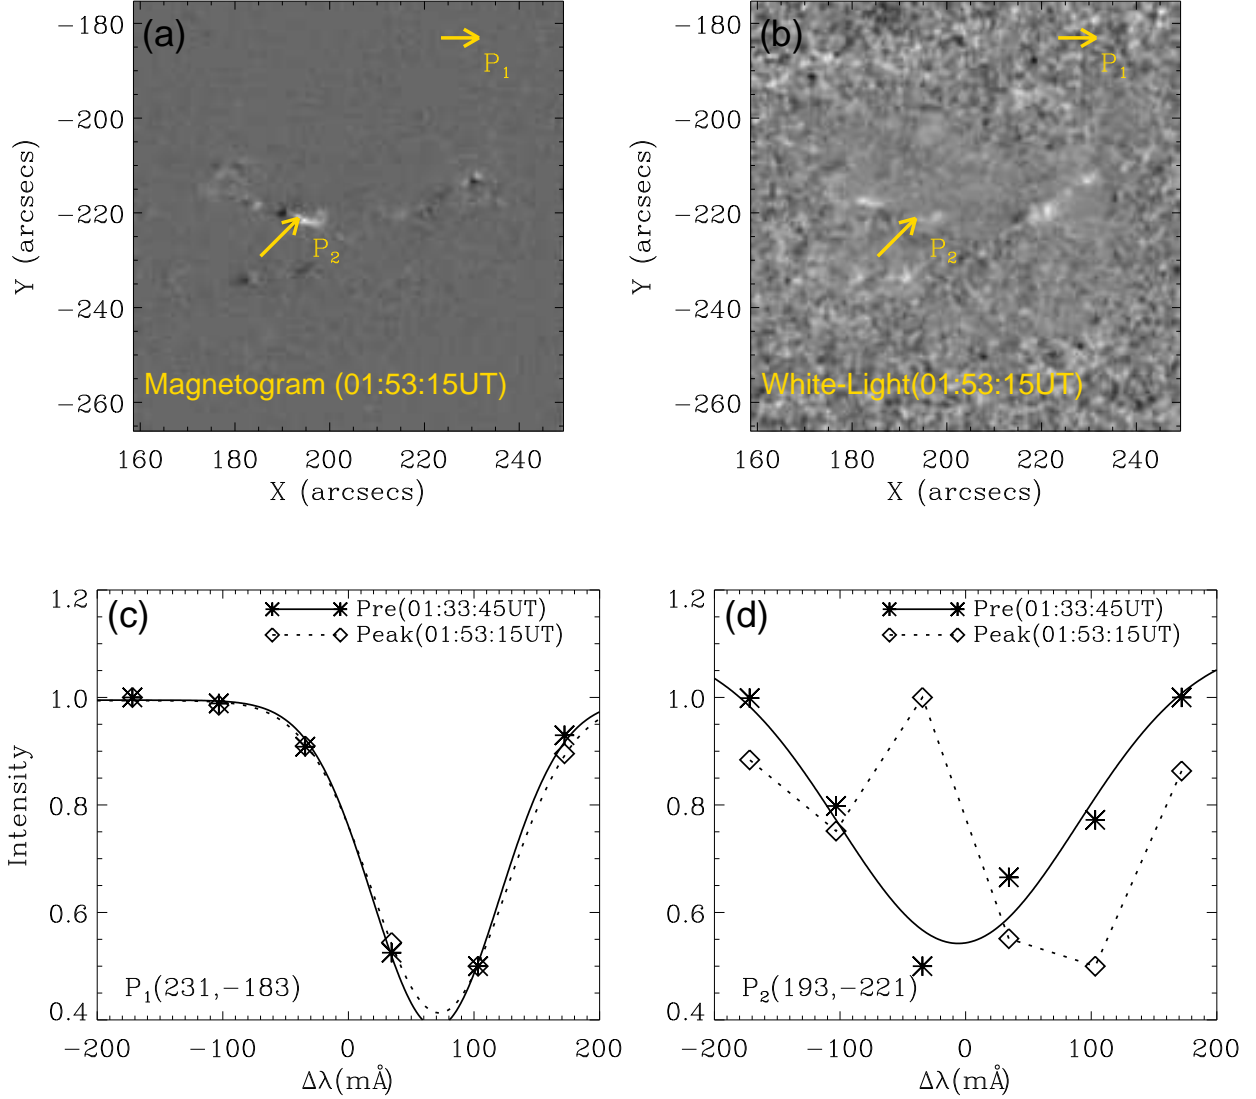 (a)
P₁
P₂
Magnetogram (01:53:15UT)
−180
−200
−220
−240
−260
Y (arcsecs)
160 180 200 220 240
X (arcsecs)
(b)
P₁
P₂
White-Light(01:53:15UT)
−180
−200
−220
−240
−260
Y (arcsecs)
160 180 200 220 240
X (arcsecs)
(c)
Pre(01:33:45UT)
Peak(01:53:15UT)
P₁(231,−183)
1.2
1.0
0.8
0.6
0.4
Intensity
−200 −100 0 100 200
Δλ(mÅ)
(d)
Pre(01:33:45UT)
Peak(01:53:15UT)
P₂(193,−221)
1.2
1.0
0.8
0.6
0.4
−200 −100 0 100 200
Δλ(mÅ)